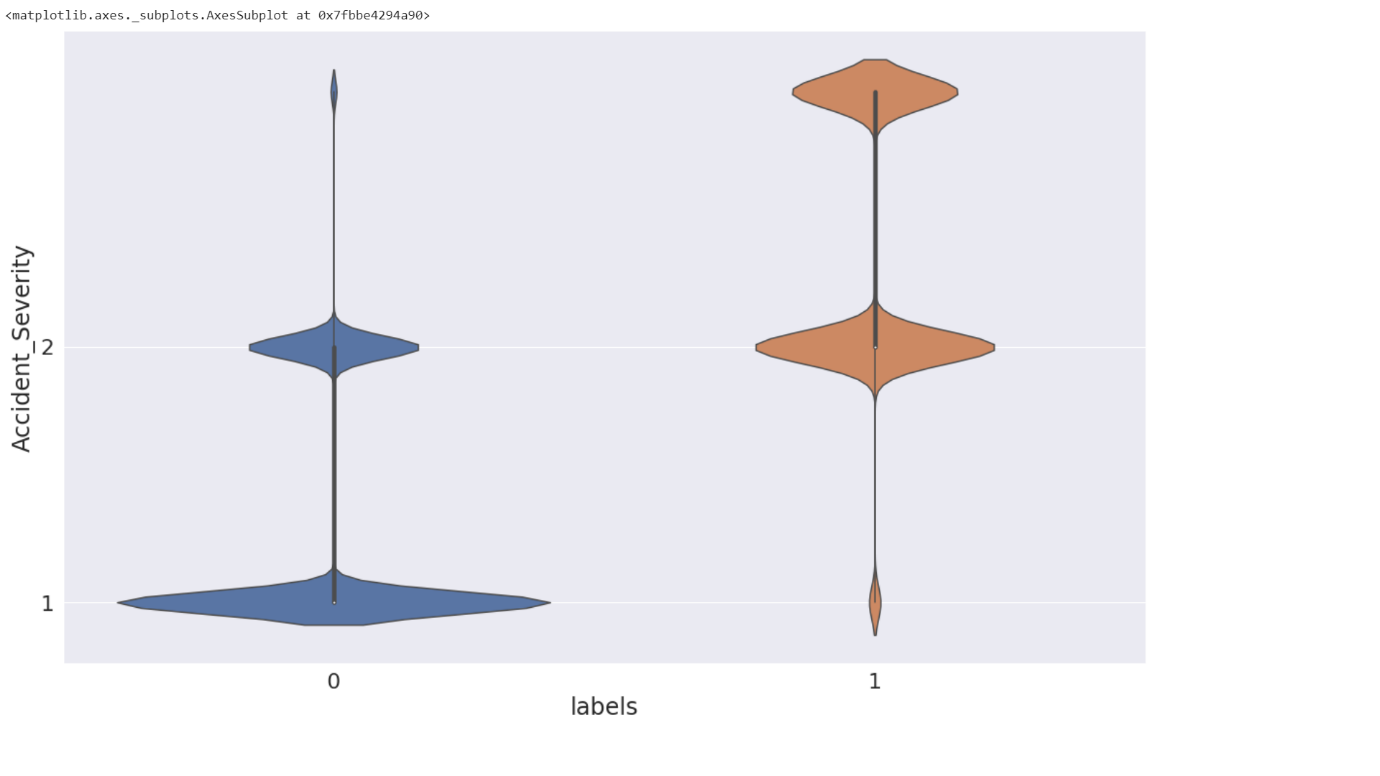 <matplotlib.axes._subplots.AxesSubplot at 0x7fbbe4294a90>
Accident_Severity
2
1
0
1
labels